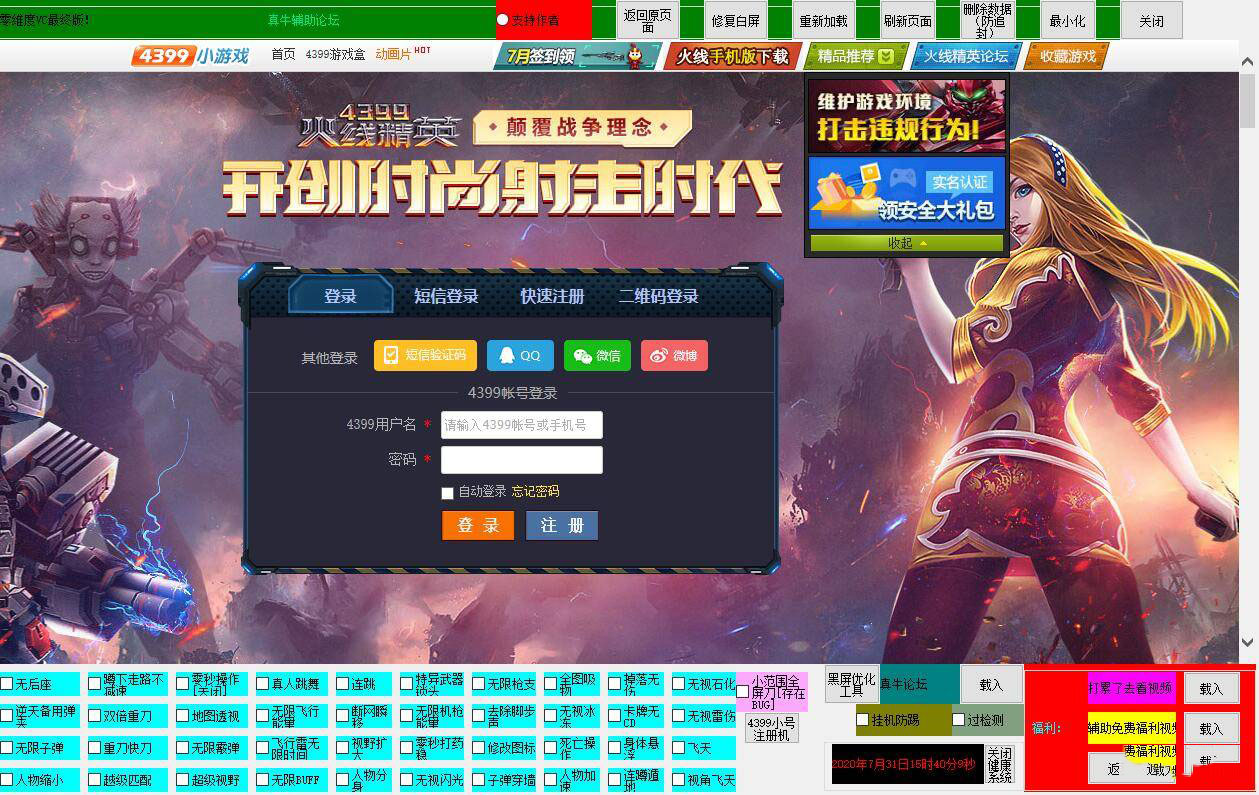 零维度VC最终版!
真牛辅助论坛
支持作者
返回原页面
修复白屏
重新加载
刷新页面
删除数据（防追封）
最小化
关闭
4399小游戏
首页 4399游戏盒 动画片HOT
7月签到领
火线手机版下载
精品推荐
火线精英论坛
收藏游戏
4399
火线精英
颠覆战争理念
开创时尚射击时代
维护游戏环境
打击违规行为!
实名认证
领安全大礼包
收起
登录 短信登录 快速注册 二维码登录
其他登录 短信验证码 QQ 微信 微博
4399帐号登录
4399用户名 * 请输入4399帐号或手机号
密码 *
自动登录 忘记密码
登 录 注 册
无后座
蹲下走路不减速
零秒操作[关闭]
真人跳舞
连跳
特异武器锁头
无限枪支
全图吸物
掉落无伤
无视石化
小范围全屏刀[存在BUG]
逆天备用弹夹
双倍重刀
地图透视
无限飞行能量
断网瞬移
无限机枪能量
去除脚步声
无视冰冻
卡牌无CD
无视雷伤
4399小号注册机
无限子弹
重刀快刀
无限霰弹
飞行雷无限时间
视野扩大
零秒打药
修改图标
死亡操作
身体悬浮
飞天
人物缩小
越级匹配
超级视野
无限BUFF
人物分身
无视闪光
子弹穿墙
人物加速
连蹲遁地
视角飞天
黑屏优化工具
真牛论坛
载入
挂机防踢
过检测
2020年7月31日15时40分9秒
关闭健康系统
福利:
打累了去看视频
载入
辅助免费福利视频
载入
费福利视频
返